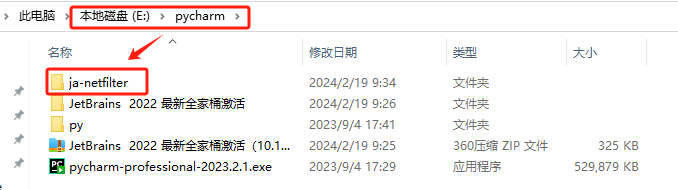 此电脑 > 本地磁盘 (E:) > pycharm >
名称 修改日期 类型 大小
ja-netfilter 2024/2/19 9:34 文件夹
JetBrains 2022 最新全家桶激活 2024/2/19 9:26 文件夹
py 2023/9/4 17:41 文件夹
JetBrains 2022 最新全家桶激活（10.1... 2024/2/19 9:25 360压缩 ZIP 文件 325 KB
pycharm-professional-2023.2.1.exe 2023/9/4 17:29 应用程序 529,879 KB